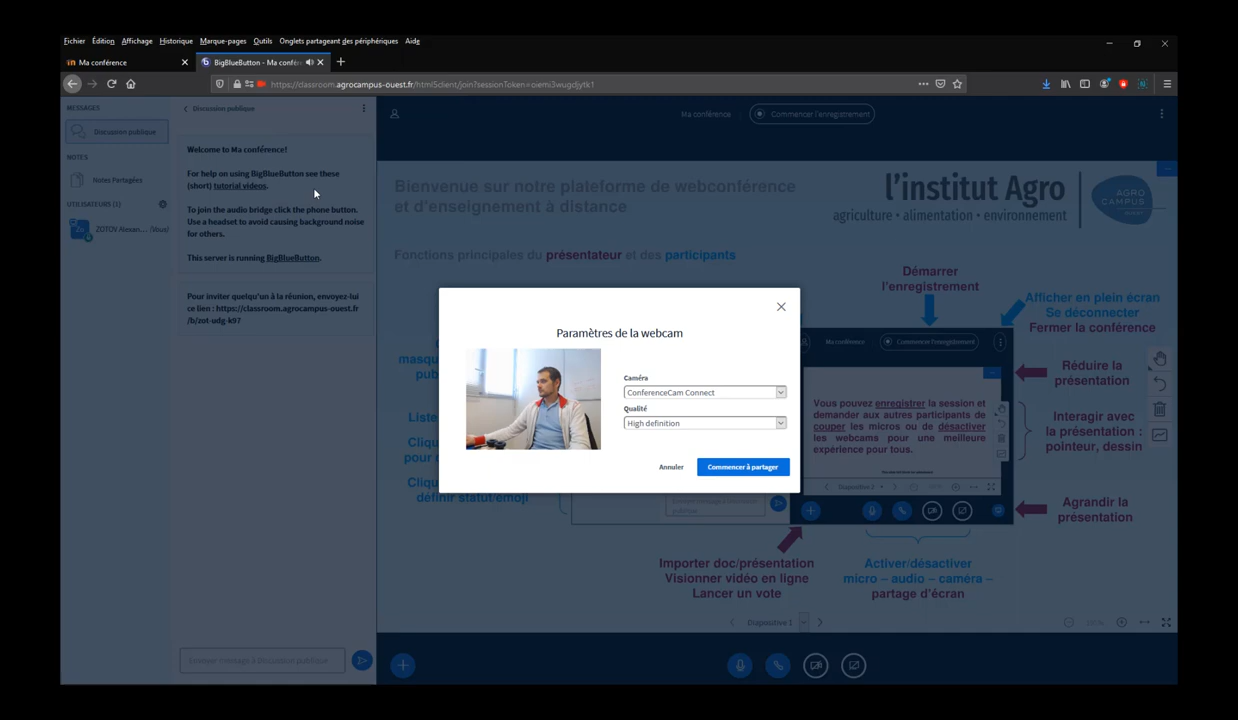 Fichier Édition Affichage Historique Marque-pages Outils Onglets partageant des périphériques Aide
Ma conférence
BigBlueButton - Ma confér
https://classroom.agrocampus-ouest.fr/html5client/join?sessionToken=oxemi3wugdjytk1
MESSAGES
Discussion publique
NOTES
Notes Partagées
UTILISATEURS (1)
Zo ZOTOV Alexan... (Vous)
Discussion publique
Welcome to Ma conférence!
For help on using BigBlueButton see these
(short) tutorial videos.
To join the audio bridge click the phone button.
Use a headset to avoid causing background noise
for others.
This server is running BigBlueButton.
Pour inviter quelqu'un à la réunion, envoyez-lui
ce lien : https://classroom.agrocampus-ouest.fr
/b/zot-udg-k97
Envoyer message à Discussion publique
Ma conférence Commencer l'enregistrement
Bienvenue sur notre plateforme de webconférence
et d'enseignement à distance
l'institut Agro
agriculture • alimentation • environnement
AGRO
CAMPUS
OUEST
Fonctions principales du présentateur et des participants
Démarrer
l'enregistrement
Afficher en plein écran
Se déconnecter
Fermer la conférence
masqu
pub
Liste
Cliqu
pour
Cliqu
définir statut/emoji
Paramètres de la webcam
Caméra
ConferenceCam Connect
Qualité
High definition
Annuler
Commencer à partager
Ma conférence Commencer l'enregistrement
Vous pouvez enregistrer la session et
demander aux autres participants de
couper les micros ou de désactiver
les webcams pour une meilleure
expérience pour tous.
Diapositive 2
Réduire la
présentation
Interagir avec
la présentation :
pointeur, dessin
Agrandir la
présentation
Importer doc/présentation
Visionner vidéo en ligne
Lancer un vote
Activer/désactiver
micro – audio – caméra –
partage d'écran
Diapositive 1